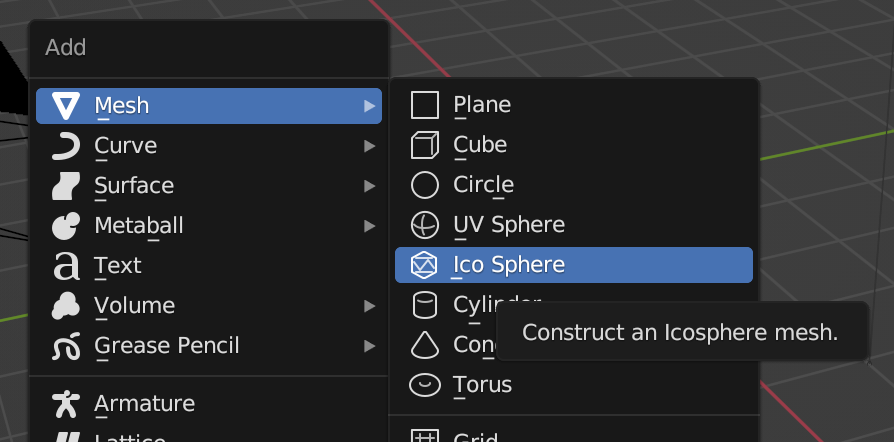 Add
Mesh
Curve
Surface
Metaball
Text
Volume
Grease Pencil
Armature
Lattice
Plane
Cube
Circle
UV Sphere
Ico Sphere
Cylinder
Construct an Icosphere mesh.
Torus
Grid